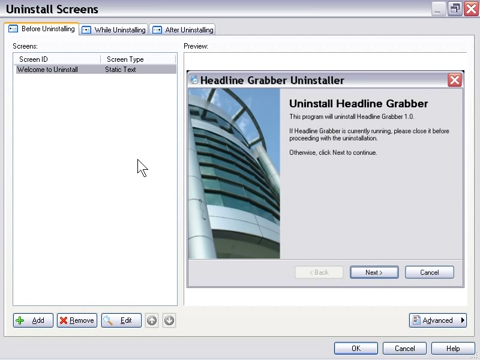 Uninstall Screens
Before Uninstalling
While Uninstalling
After Uninstalling
Screens:
Preview:
Screen ID
Screen Type
Welcome to Uninstall
Static Text
Headline Grabber Uninstaller
Uninstall Headline Grabber
This program will uninstall Headline Grabber 1.0.
If Headline Grabber is currently running, please close it before
proceeding with the uninstallation.
Otherwise, click Next to continue.
< Back
Next >
Cancel
Add
Remove
Edit
Advanced
OK
Cancel
Help